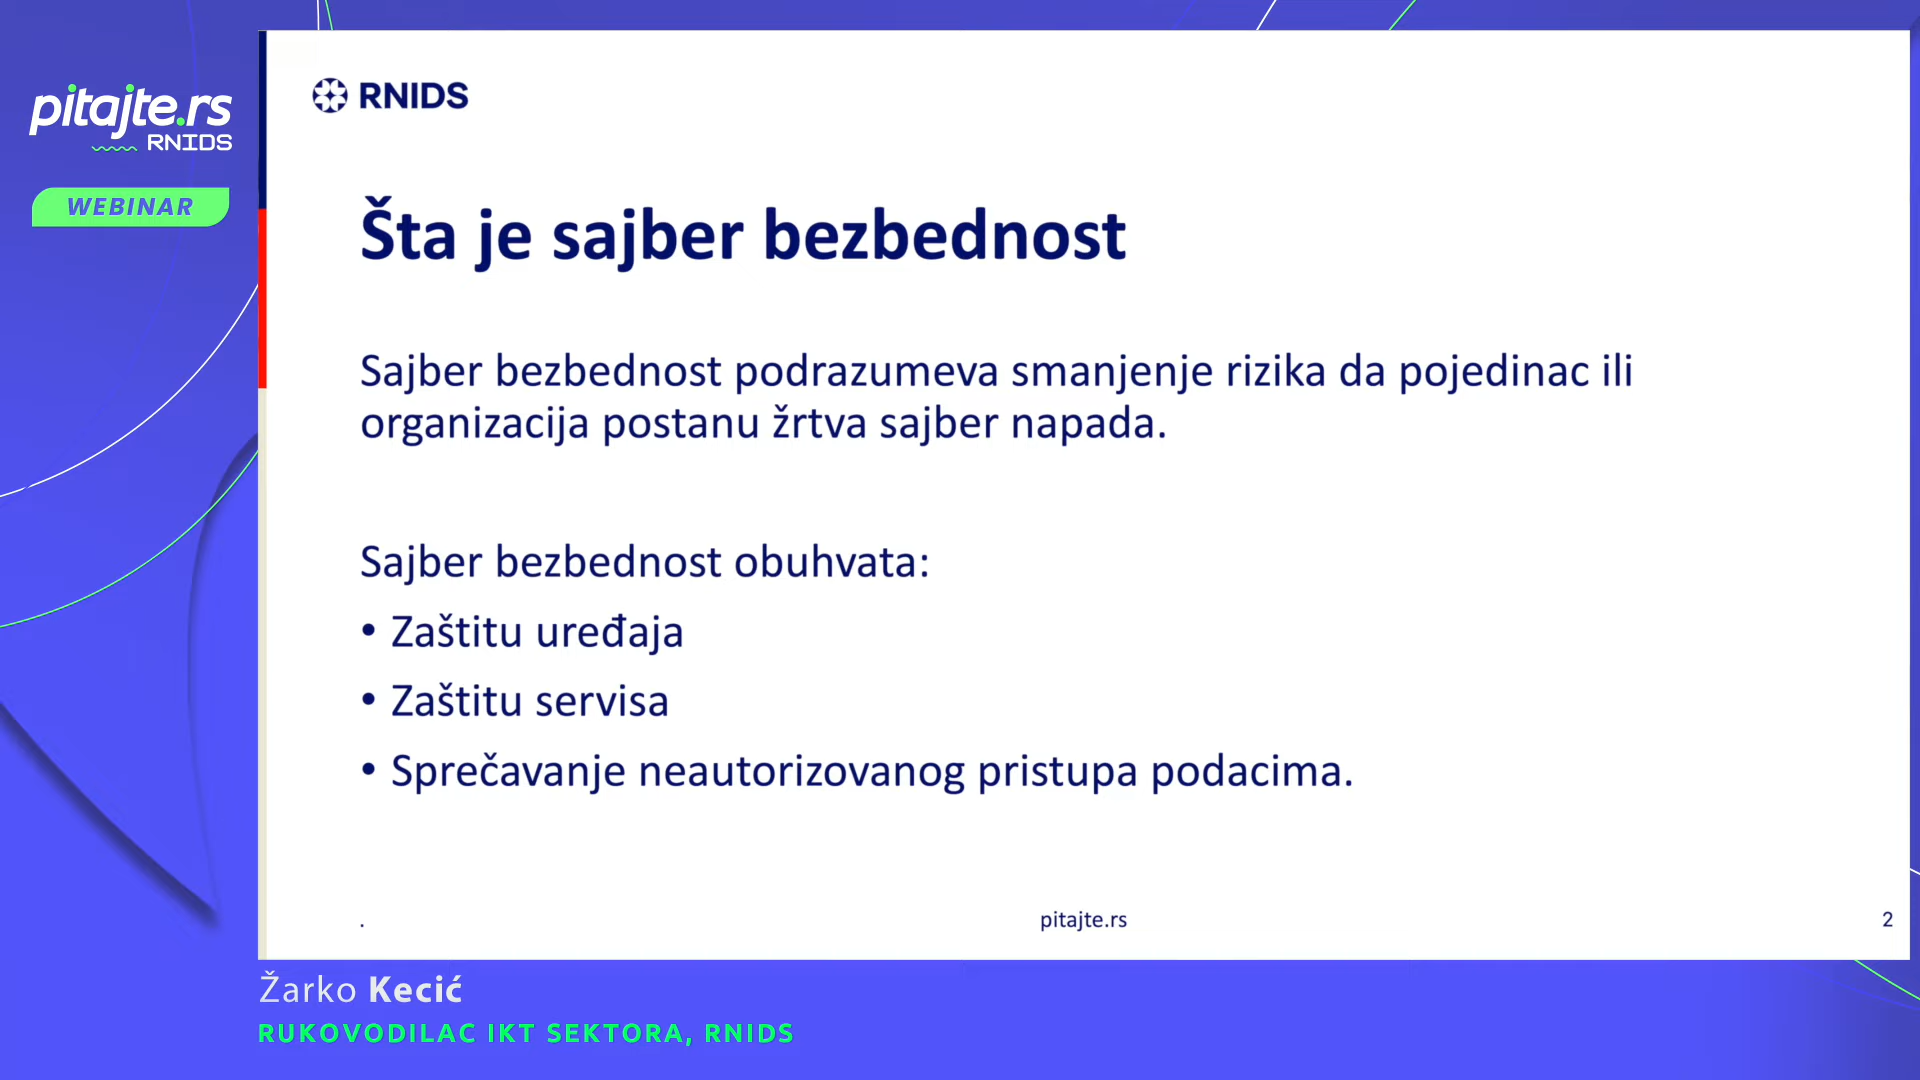 pitajte.rs
RNIDS
WEBINAR
RNIDS
Šta je sajber bezbednost
Sajber bezbednost podrazumeva smanjenje rizika da pojedinac ili
organizacija postanu žrtva sajber napada.
Sajber bezbednost obuhvata:
• Zaštitu uređaja
• Zaštitu servisa
• Sprečavanje neautorizovanog pristupa podacima.
.
pitajte.rs
2
Žarko Kecić
RUKOVODILAC IKT SEKTORA, RNIDS